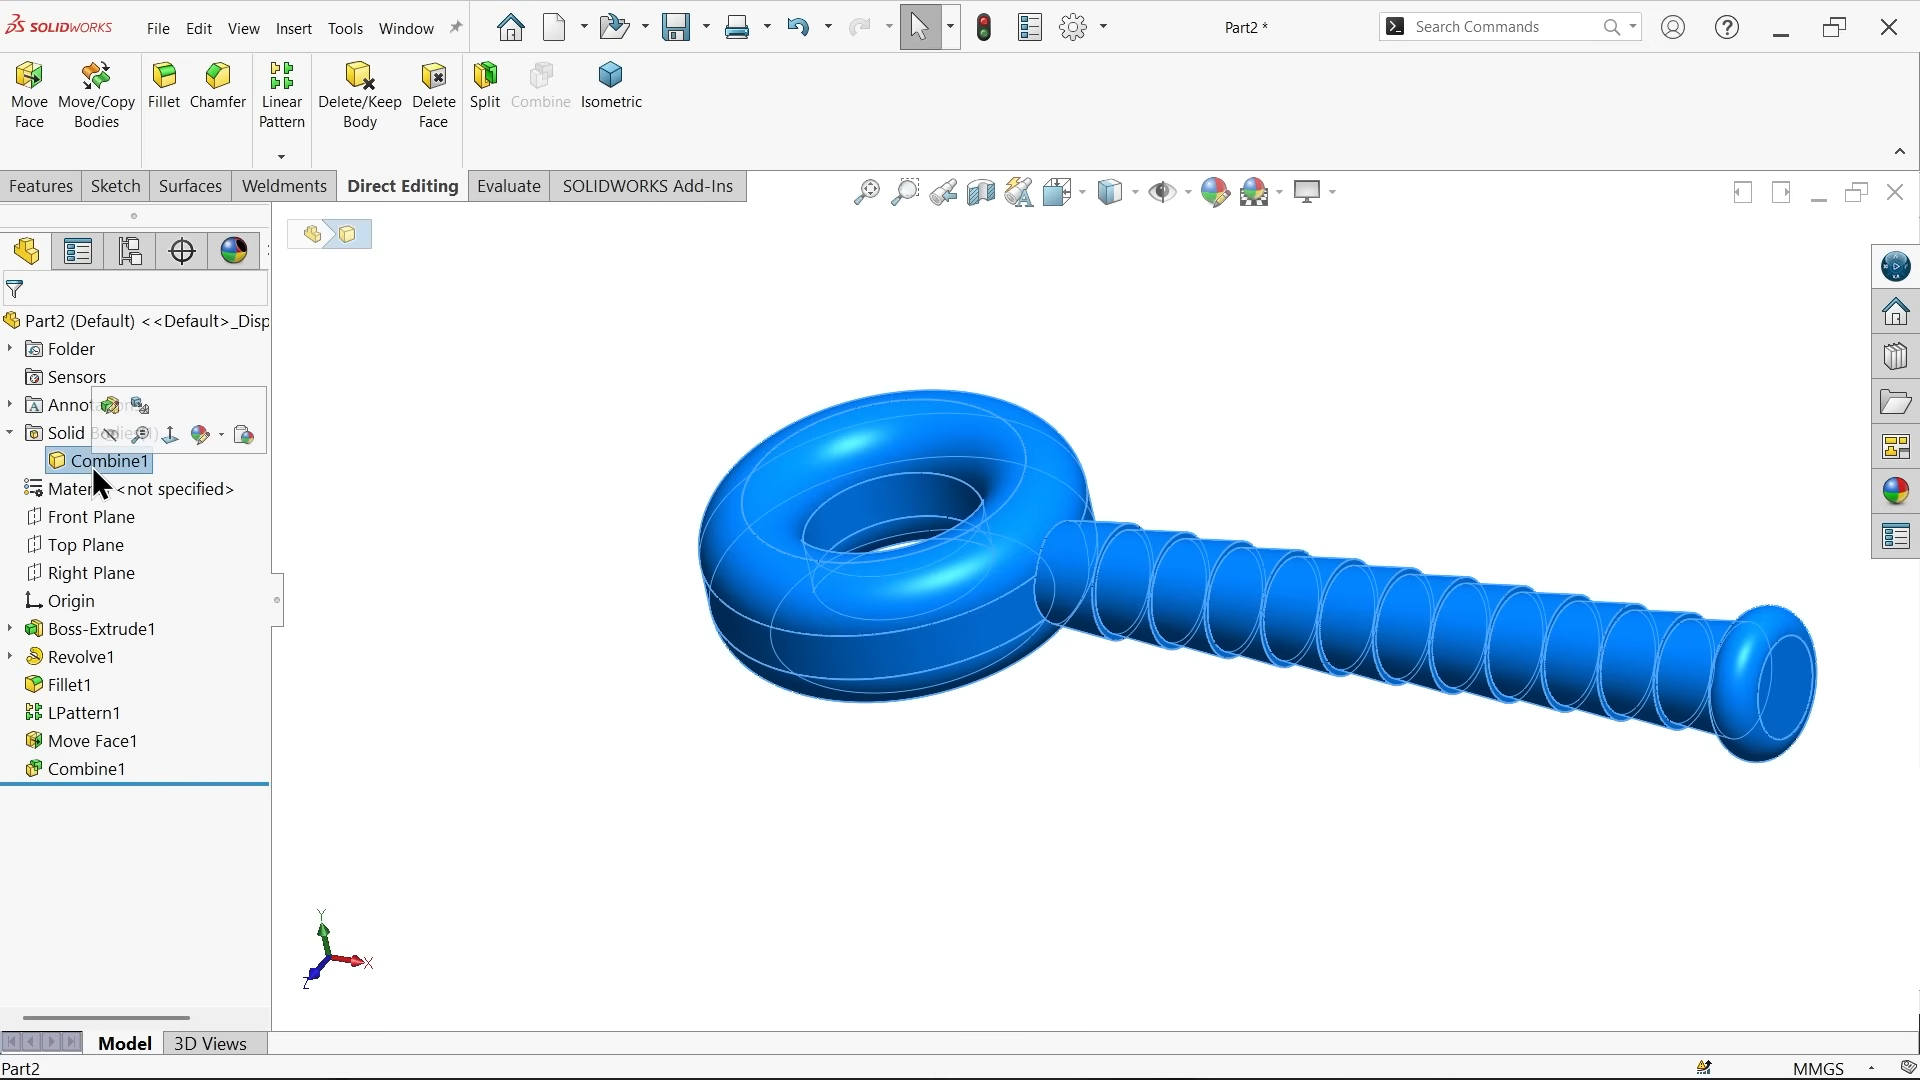 SOLIDWORKS File Edit View Insert Tools Window Part2 * Search Commands
Move Face Move/Copy Bodies Fillet Chamfer Linear Pattern Delete/Keep Body Delete Face Split Combine Isometric
Features Sketch Surfaces Weldments Direct Editing Evaluate SOLIDWORKS Add-Ins
Part2 (Default) <<Default>_Disp
Folder
Sensors
Annotations
Solid Bodies(1)
Combine1
Mater <not specified>
Front Plane
Top Plane
Right Plane
Origin
Boss-Extrude1
Revolve1
Fillet1
LPattern1
Move Face1
Combine1
Y
X
Z
Model 3D Views
Part2 MMGS